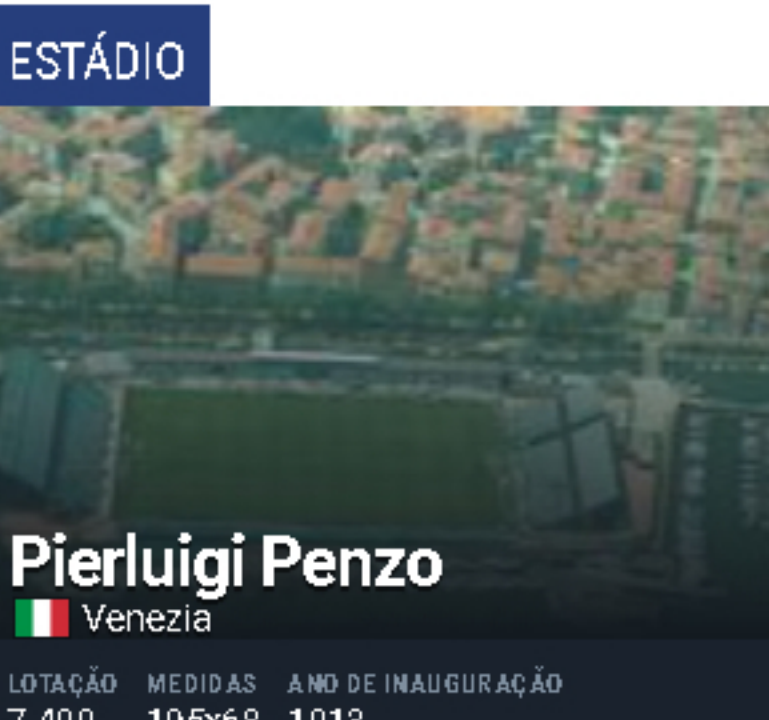 ESTÁDIO
Pierluigi Penzo
Venezia
LOTAÇÃO MEDIDAS ANO DE INAUGURAÇÃO